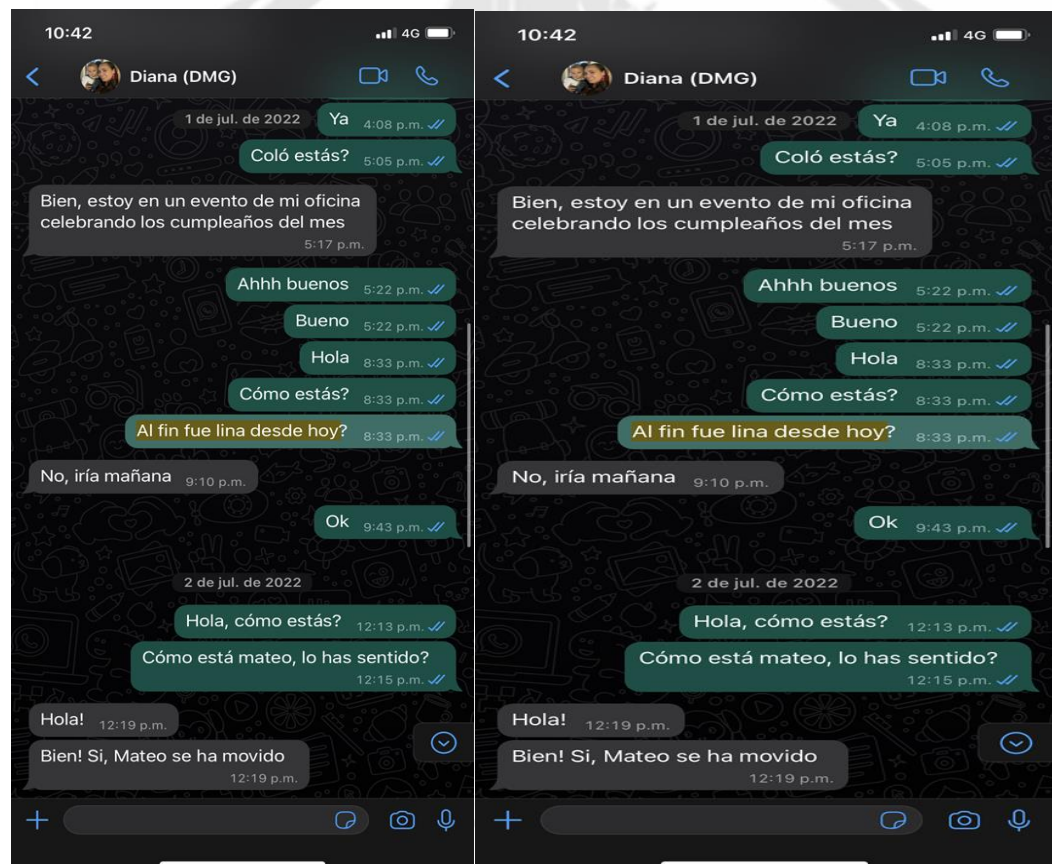 10:42
4G
Diana (DMG)
1 de jul. de 2022
Ya 4:08 p.m.
Coló estás? 5:05 p.m.
Bien, estoy en un evento de mi oficina
celebrando los cumpleaños del mes
5:17 p.m.
Ahhh buenos 5:22 p.m.
Bueno 5:22 p.m.
Hola 8:33 p.m.
Cómo estás? 8:33 p.m.
Al fin fue lina desde hoy? 8:33 p.m.
No, iría mañana 9:10 p.m.
Ok 9:43 p.m.
2 de jul. de 2022
Hola, cómo estás? 12:13 p.m.
Cómo está mateo, lo has sentido?
12:15 p.m.
Hola! 12:19 p.m.
Bien! Si, Mateo se ha movido
12:19 p.m.
10:42
4G
Diana (DMG)
1 de jul. de 2022
Ya 4:08 p.m.
Coló estás? 5:05 p.m.
Bien, estoy en un evento de mi oficina
celebrando los cumpleaños del mes
5:17 p.m.
Ahhh buenos 5:22 p.m.
Bueno 5:22 p.m.
Hola 8:33 p.m.
Cómo estás? 8:33 p.m.
Al fin fue lina desde hoy? 8:33 p.m.
No, iría mañana 9:10 p.m.
Ok 9:43 p.m.
2 de jul. de 2022
Hola, cómo estás? 12:13 p.m.
Cómo está mateo, lo has sentido?
12:15 p.m.
Hola! 12:19 p.m.
Bien! Si, Mateo se ha movido
12:19 p.m.